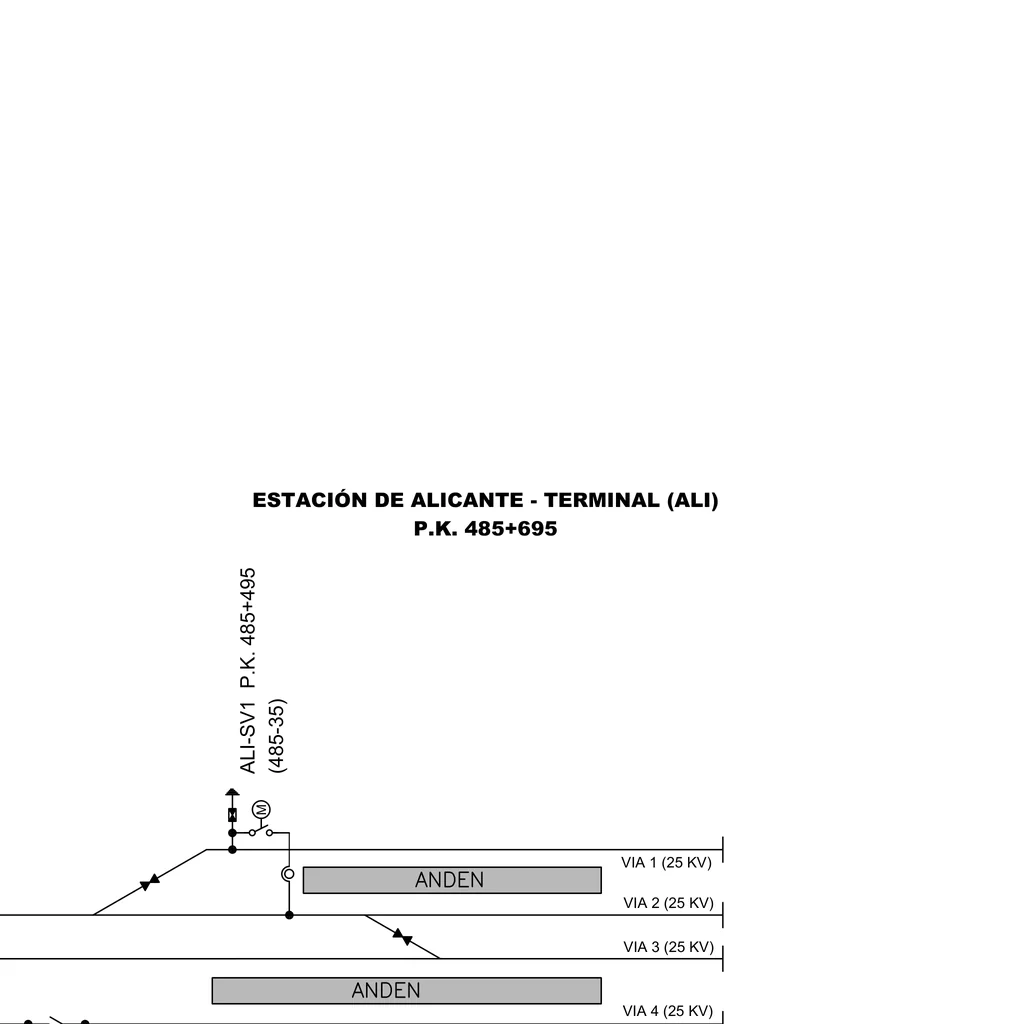 ESTACIÓN DE ALICANTE - TERMINAL (ALI)
P.K. 485+695
ALI-SV1 P.K. 485+495
(485-35)
M
VIA 1 (25 KV)
ANDEN
VIA 2 (25 KV)
VIA 3 (25 KV)
ANDEN
VIA 4 (25 KV)